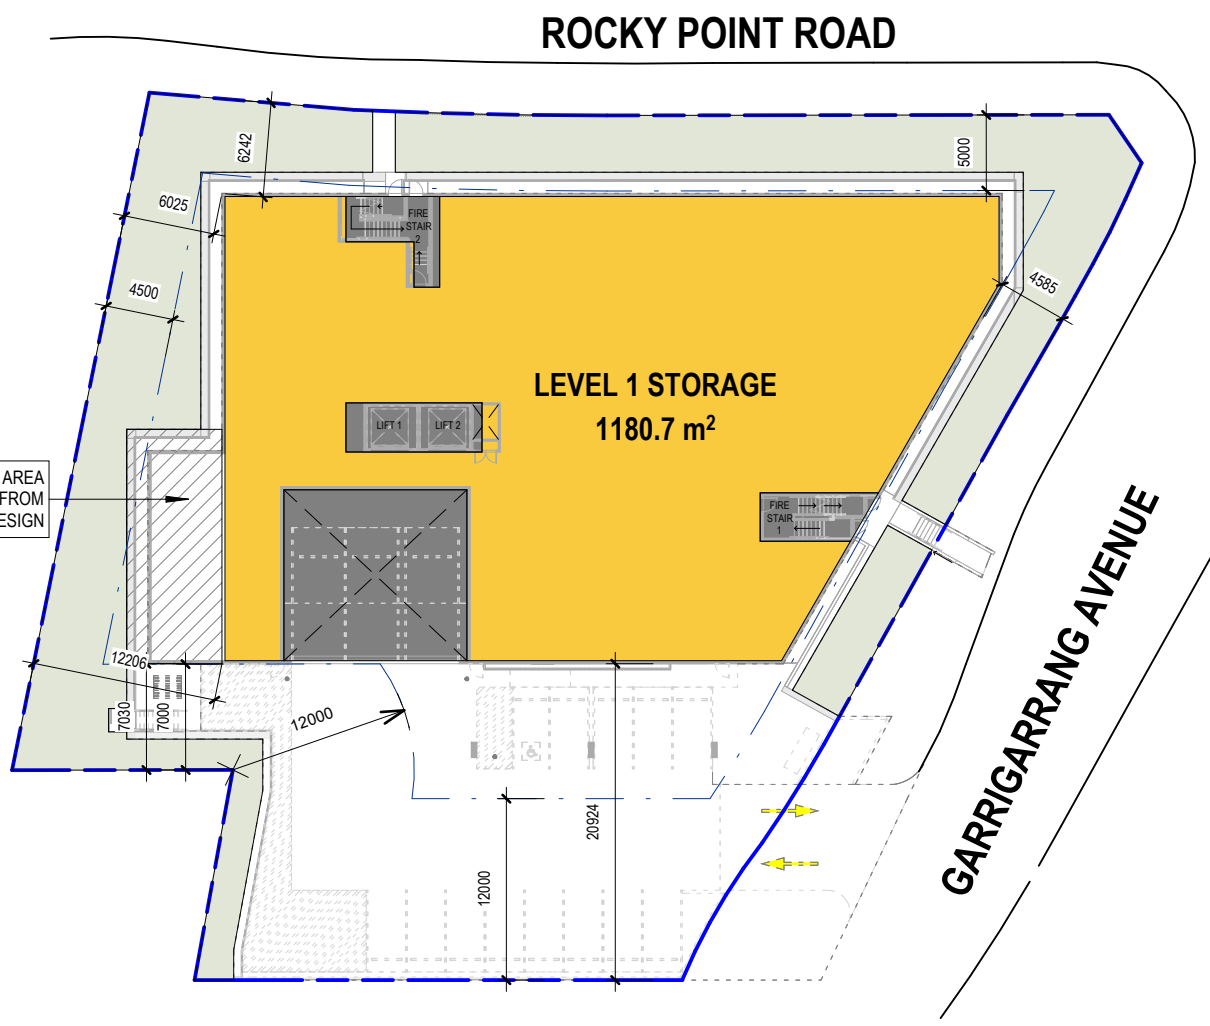 ROCKY POINT ROAD
6242
5000
6025
FIRE
STAIR
2
4500
4585
LEVEL 1 STORAGE
1180.7 m²
LIFT 1
LIFT 2
AREA
FROM
ESIGN
FIRE
STAIR
1
GARRIGARRANG AVENUE
12206
7030
7000
12000
20924
12000